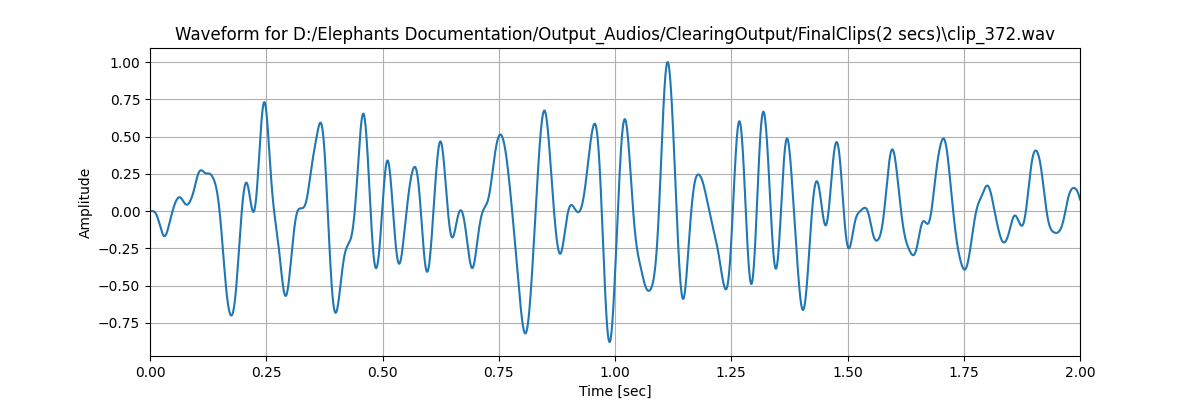 Waveform for D:/Elephants Documentation/Output_Audios/ClearingOutput/FinalClips(2 secs)\clip_372.wav
1.00
0.75
0.50
0.25
0.00
−0.25
−0.50
−0.75
Amplitude
0.00 0.25 0.50 0.75 1.00 1.25 1.50 1.75 2.00
Time [sec]